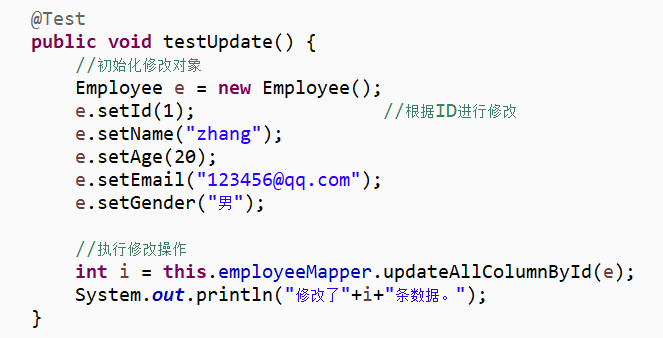 @Test
public void testUpdate() {
//初始化修改对象
Employee e = new Employee();
e.setId(1); //根据ID进行修改
e.setName("zhang");
e.setAge(20);
e.setEmail("123456@qq.com");
e.setGender("男");
//执行修改操作
int i = this.employeeMapper.updateAllColumnById(e);
System.out.println("修改了"+i+"条数据。");
}